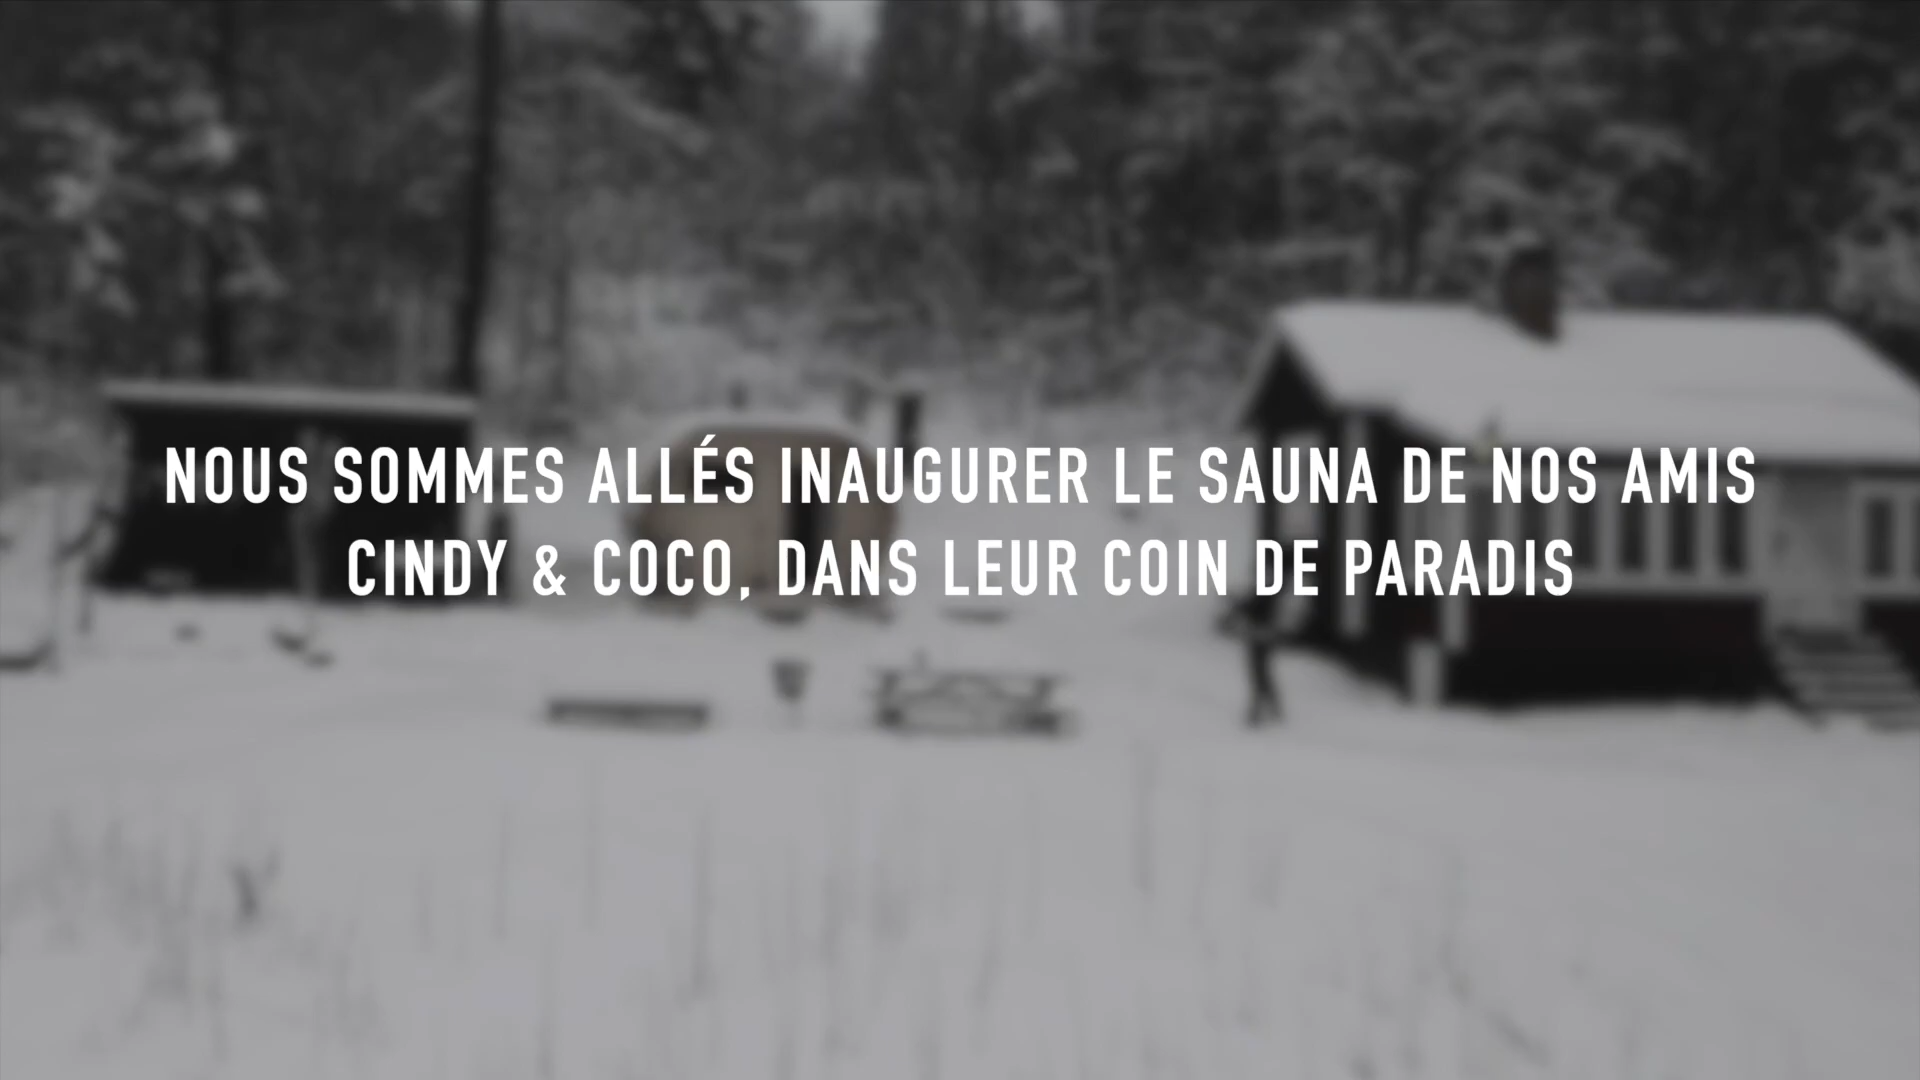 NOUS SOMMES ALLÉS INAUGURER LE SAUNA DE NOS AMIS
CINDY & COCO, DANS LEUR COIN DE PARADIS